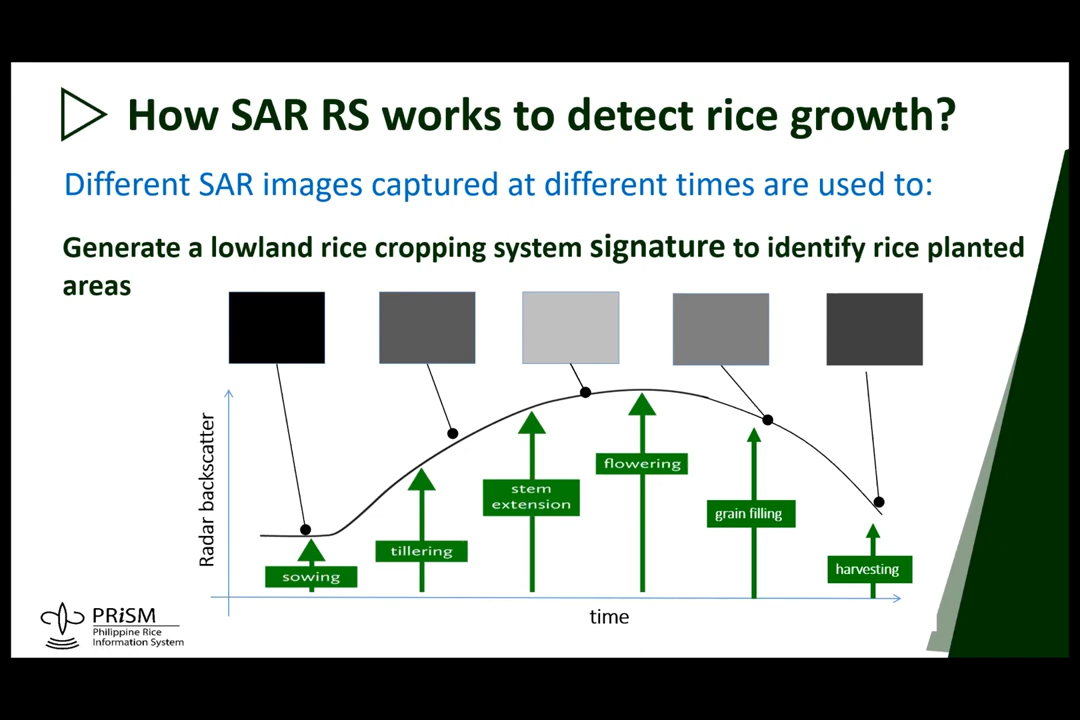 How SAR RS works to detect rice growth?
Different SAR images captured at different times are used to:
Generate a lowland rice cropping system signature to identify rice planted
areas
Radar backscatter
sowing
tillering
stem
extension
flowering
grain filling
harvesting
time
PRiSM
Philippine Rice
Information System